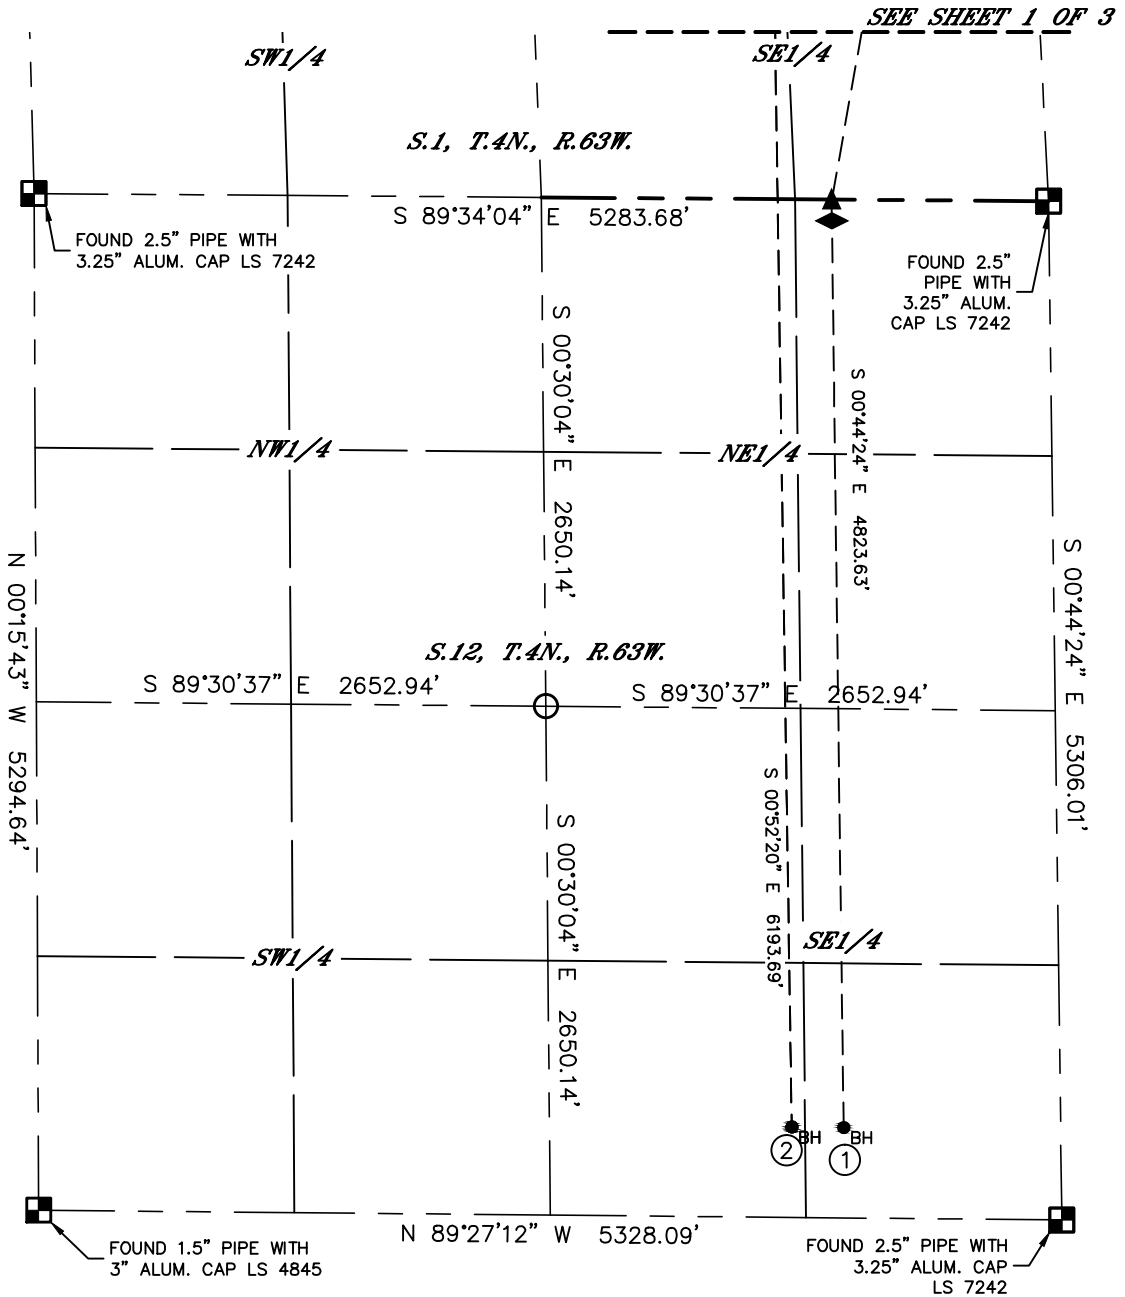 SEE SHEET 1 OF 3
SW1/4
SE1/4
S.1, T.4N., R.63W.
S 89°34'04" E 5283.68'
FOUND 2.5" PIPE WITH
3.25" ALUM. CAP LS 7242
FOUND 2.5"
PIPE WITH
3.25" ALUM.
CAP LS 7242
S 00°30'04" E 2650.14'
S 00°44'24" E 4823.63'
NW1/4
NE1/4
N 00°15'43" W 5294.64'
S 00°44'24" E 5306.01'
S.12, T.4N., R.63W.
S 89°30'37" E 2652.94'
S 89°30'37" E 2652.94'
S 00°52'20" E 6193.69'
S 00°30'04" E 2650.14'
SW1/4
SE1/4
BH
BH
2
1
N 89°27'12" W 5328.09'
FOUND 1.5" PIPE WITH
3" ALUM. CAP LS 4845
FOUND 2.5" PIPE WITH
3.25" ALUM. CAP
LS 7242